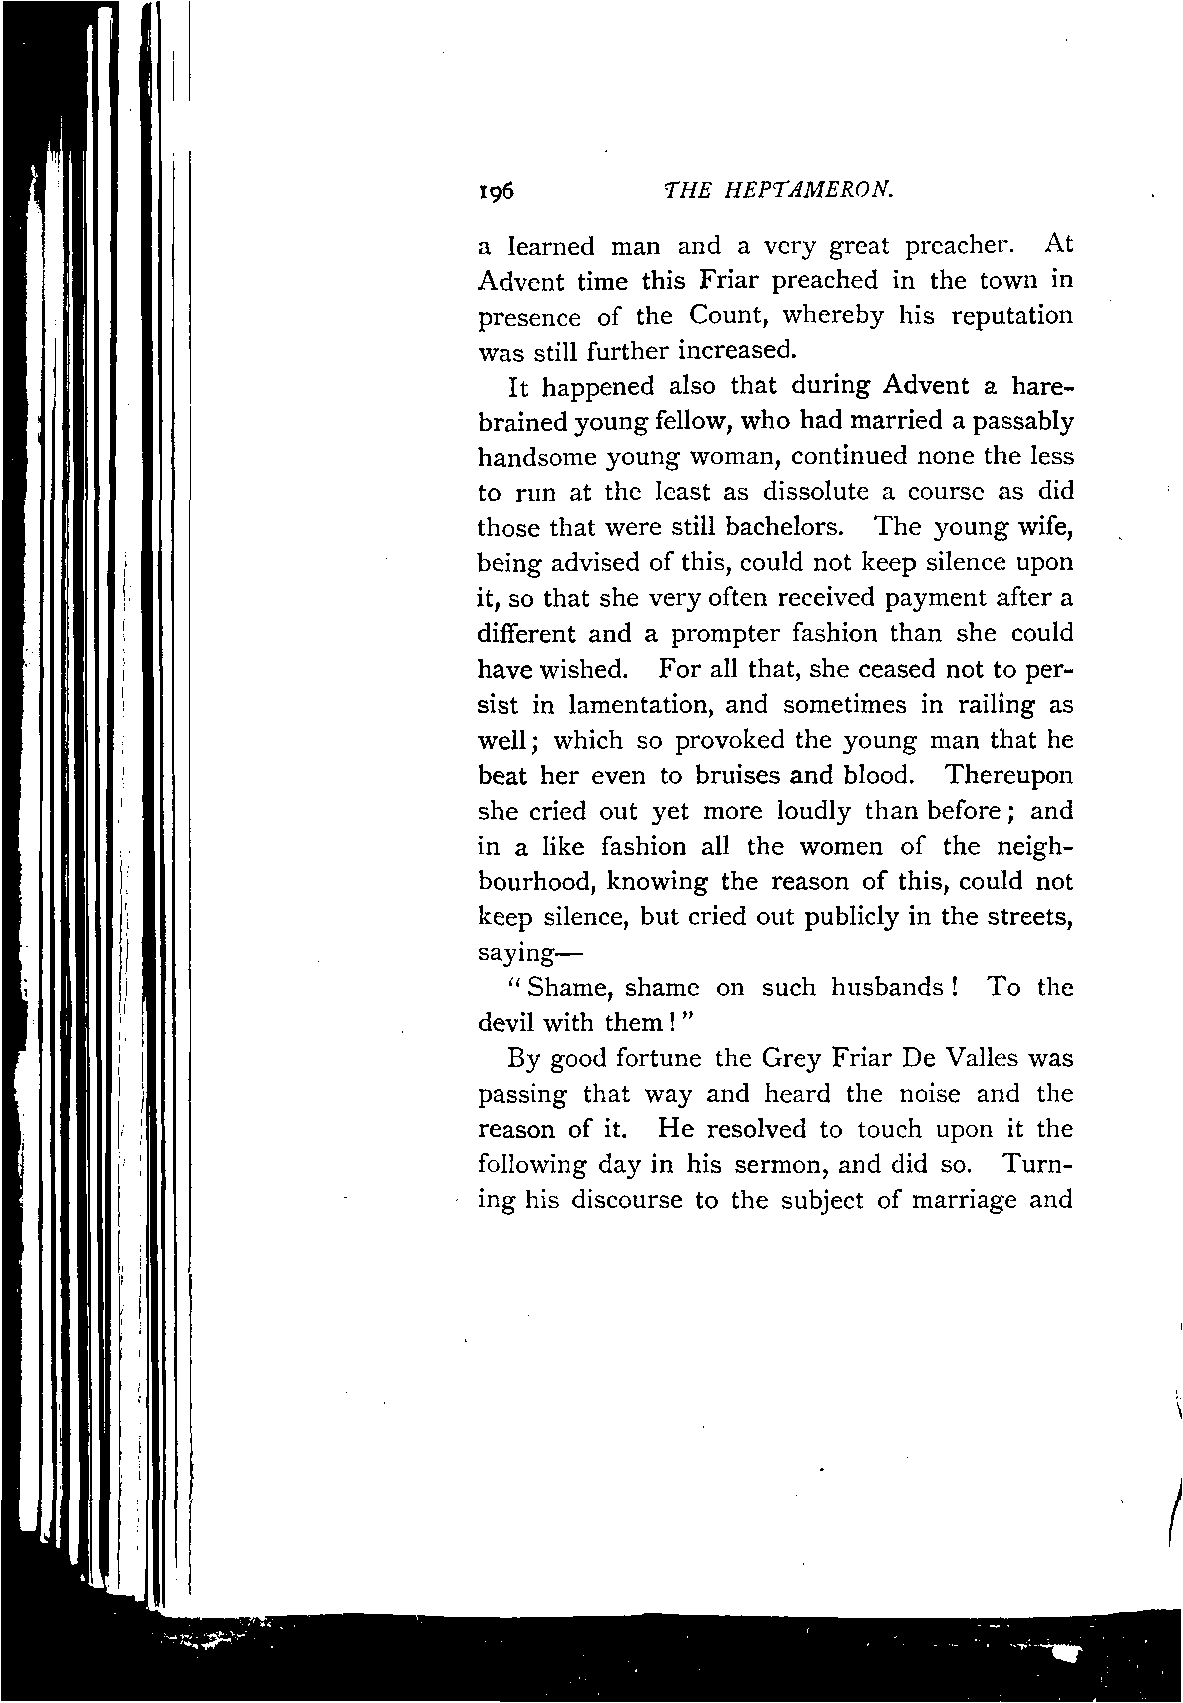 196 THE HEPTAMERON.
a learned man and a very great preacher. At
Advent time this Friar preached in the town in
presence of the Count, whereby his reputation
was still further increased.
It happened also that during Advent a hare-
brained young fellow, who had married a passably
handsome young woman, continued none the less
to run at the least as dissolute a course as did
those that were still bachelors. The young wife,
being advised of this, could not keep silence upon
it, so that she very often received payment after a
different and a prompter fashion than she could
have wished. For all that, she ceased not to per-
sist in lamentation, and sometimes in railing as
well; which so provoked the young man that he
beat her even to bruises and blood. Thereupon
she cried out yet more loudly than before; and
in a like fashion all the women of the neigh-
bourhood, knowing the reason of this, could not
keep silence, but cried out publicly in the streets,
saying—
"Shame, shame on such husbands! To the
devil with them!"
By good fortune the Grey Friar De Valles was
passing that way and heard the noise and the
reason of it. He resolved to touch upon it the
following day in his sermon, and did so. Turn-
ing his discourse to the subject of marriage and